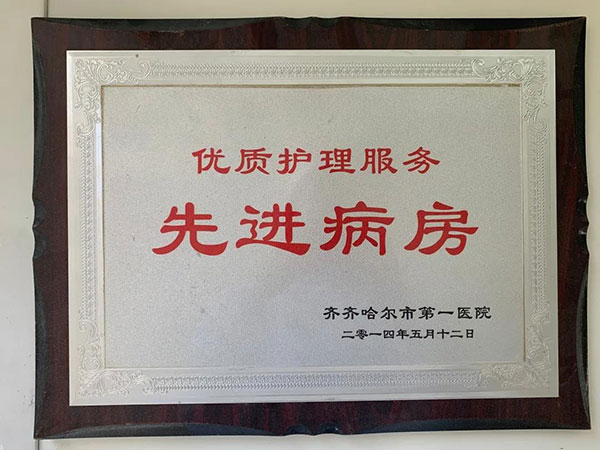 优质护理服务
先进病房
齐齐哈尔市第一医院
二零一四年五月十二日